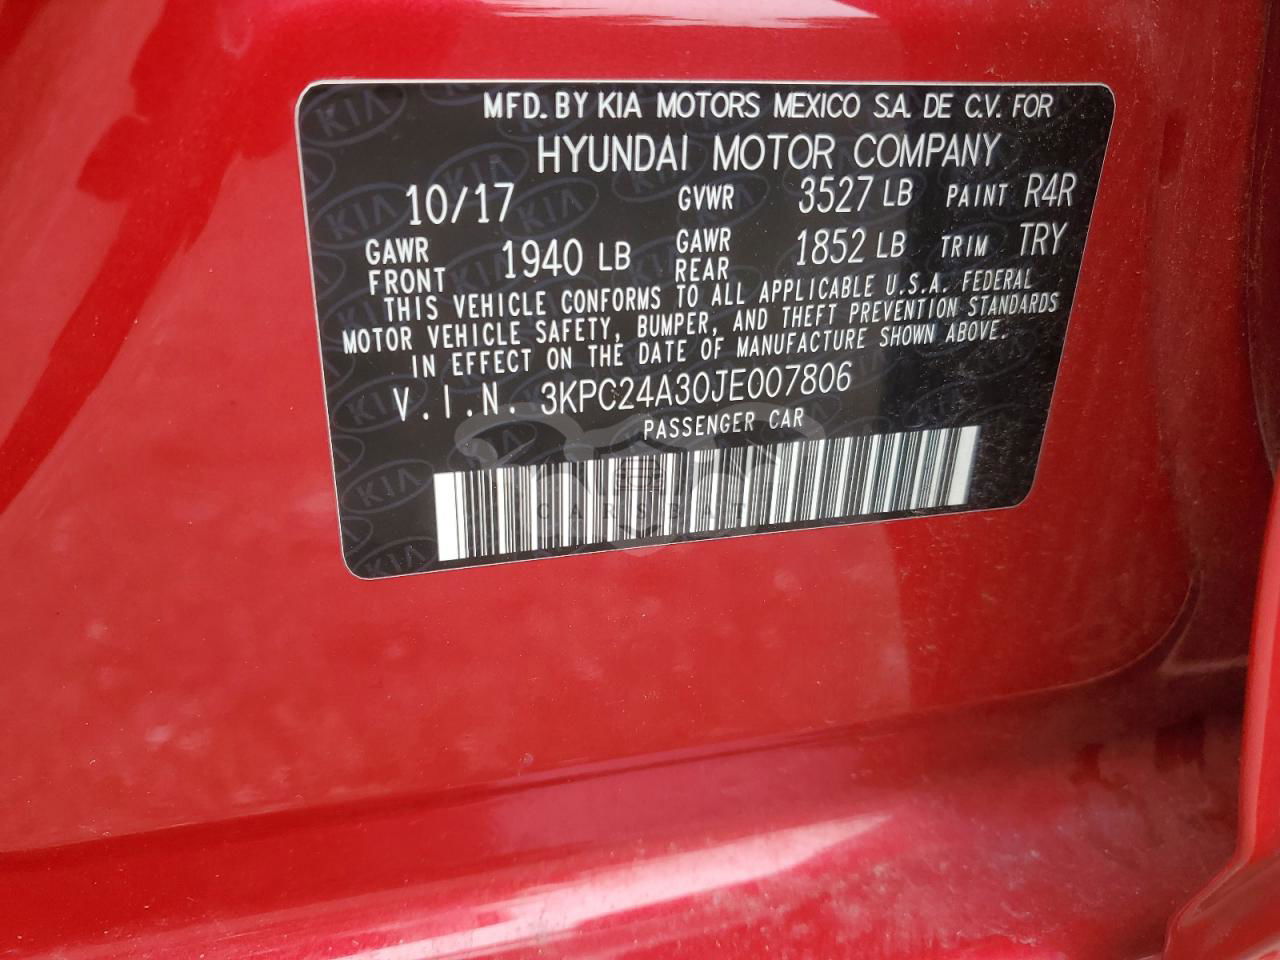 MFD. BY KIA MOTORS MEXICO S.A. DE C.V. FOR
HYUNDAI MOTOR COMPANY
10/17 GVWR 3527 LB PAINT R4R
GAWR FRONT 1940 LB GAWR REAR 1852 LB TRIM TRY
THIS VEHICLE CONFORMS TO ALL APPLICABLE U.S.A. FEDERAL
MOTOR VEHICLE SAFETY, BUMPER, AND THEFT PREVENTION STANDARDS
IN EFFECT ON THE DATE OF MANUFACTURE SHOWN ABOVE.
V.I.N. 3KPC24A30JE007806
PASSENGER CAR